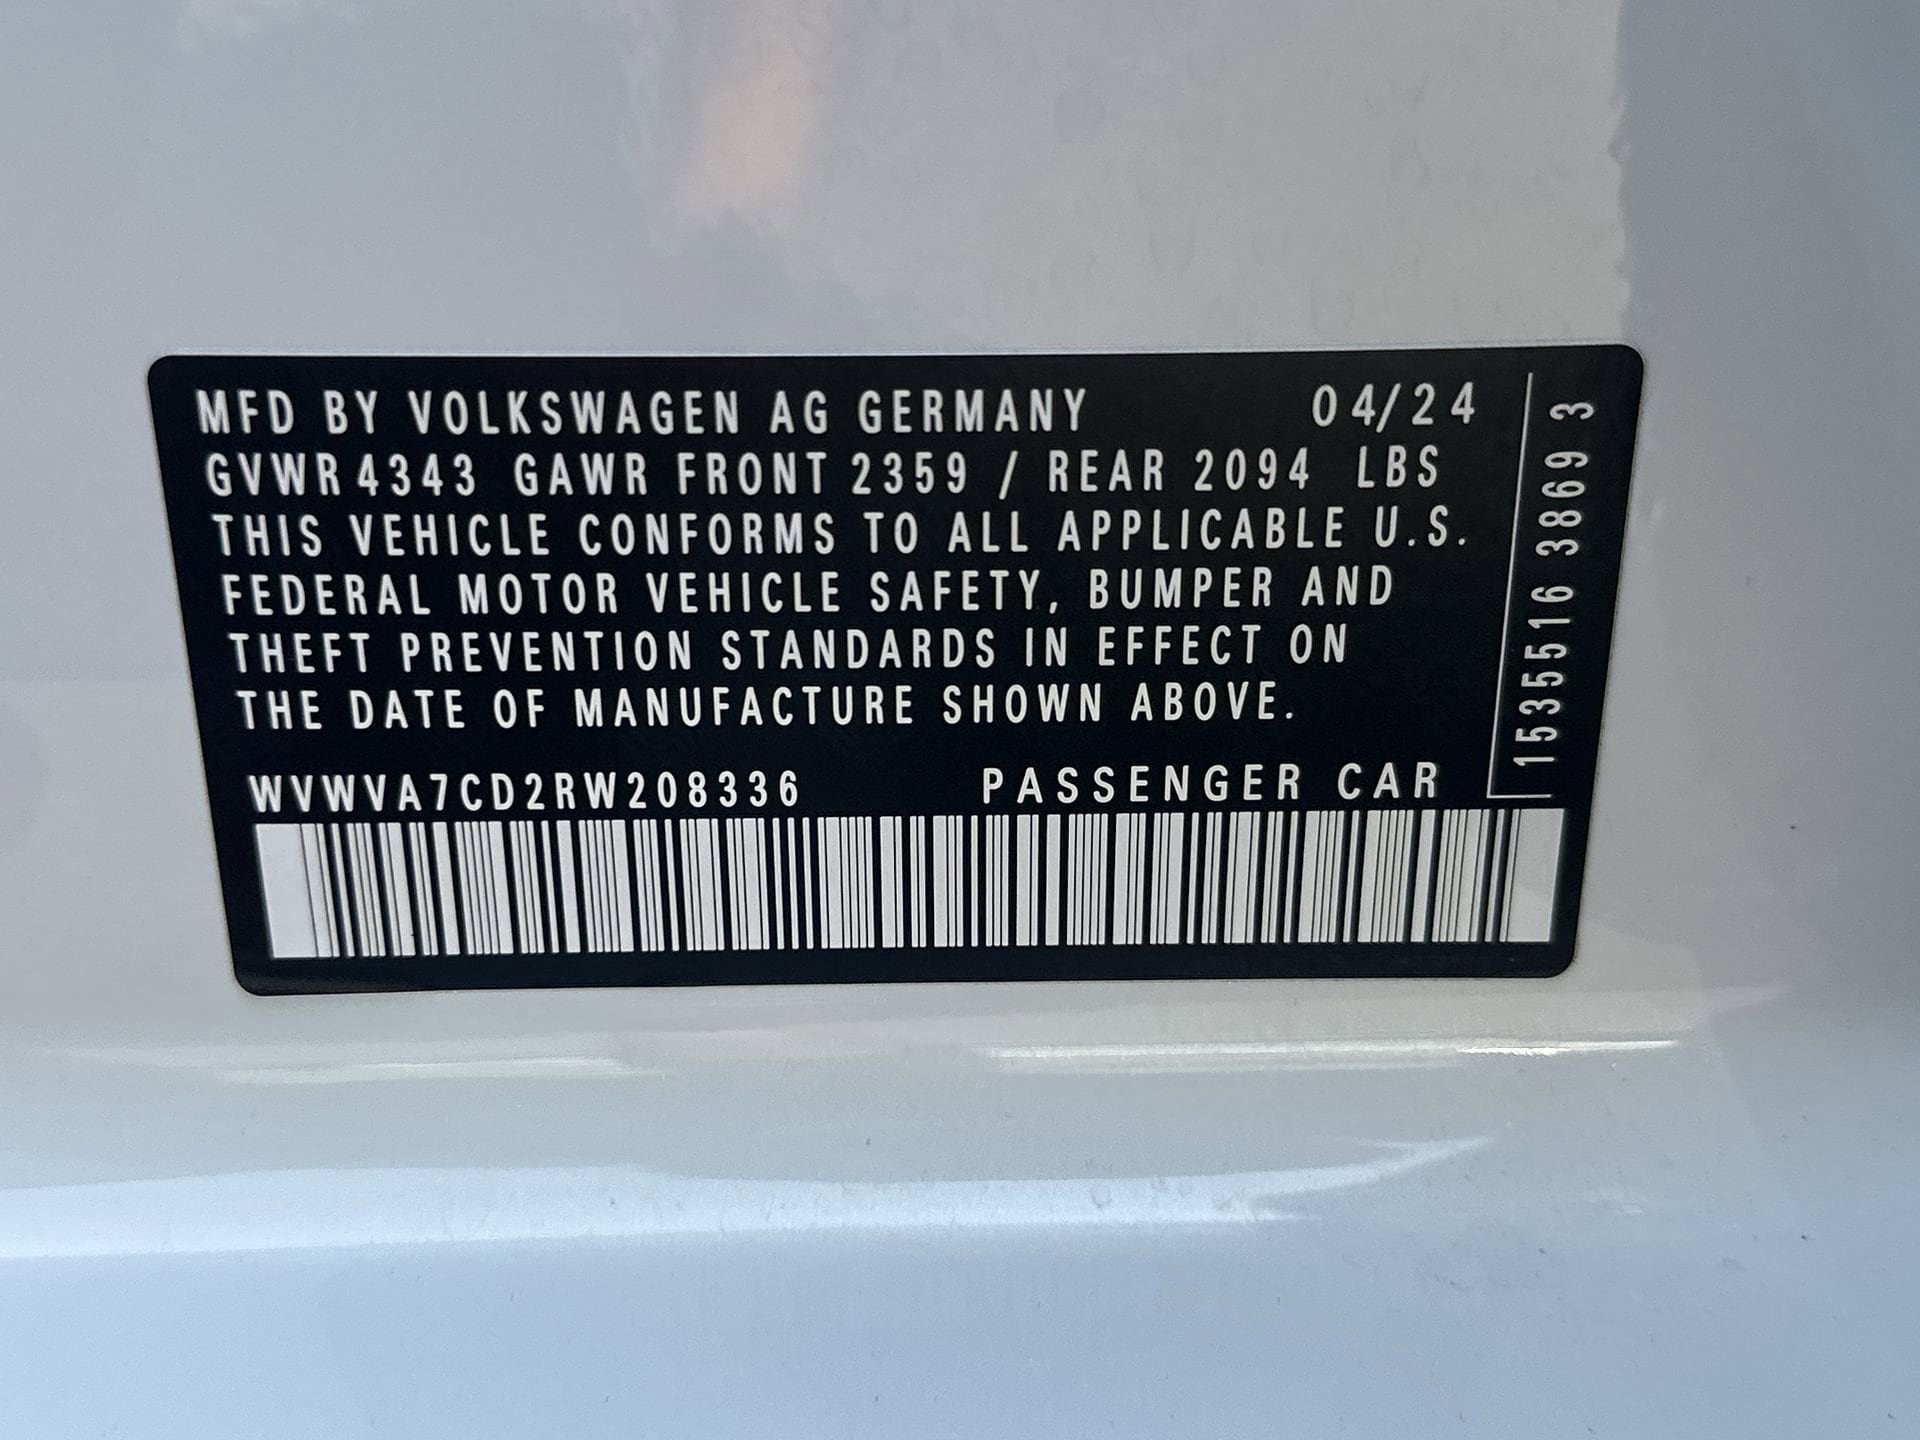 MFD BY VOLKSWAGEN AG GERMANY 04/24
GVWR 4343 GAWR FRONT 2359 / REAR 2094 LBS
THIS VEHICLE CONFORMS TO ALL APPLICABLE U.S.
FEDERAL MOTOR VEHICLE SAFETY, BUMPER AND
THEFT PREVENTION STANDARDS IN EFFECT ON
THE DATE OF MANUFACTURE SHOWN ABOVE.
WVWVA7CD2RW208336 PASSENGER CAR
15355516 3869 3